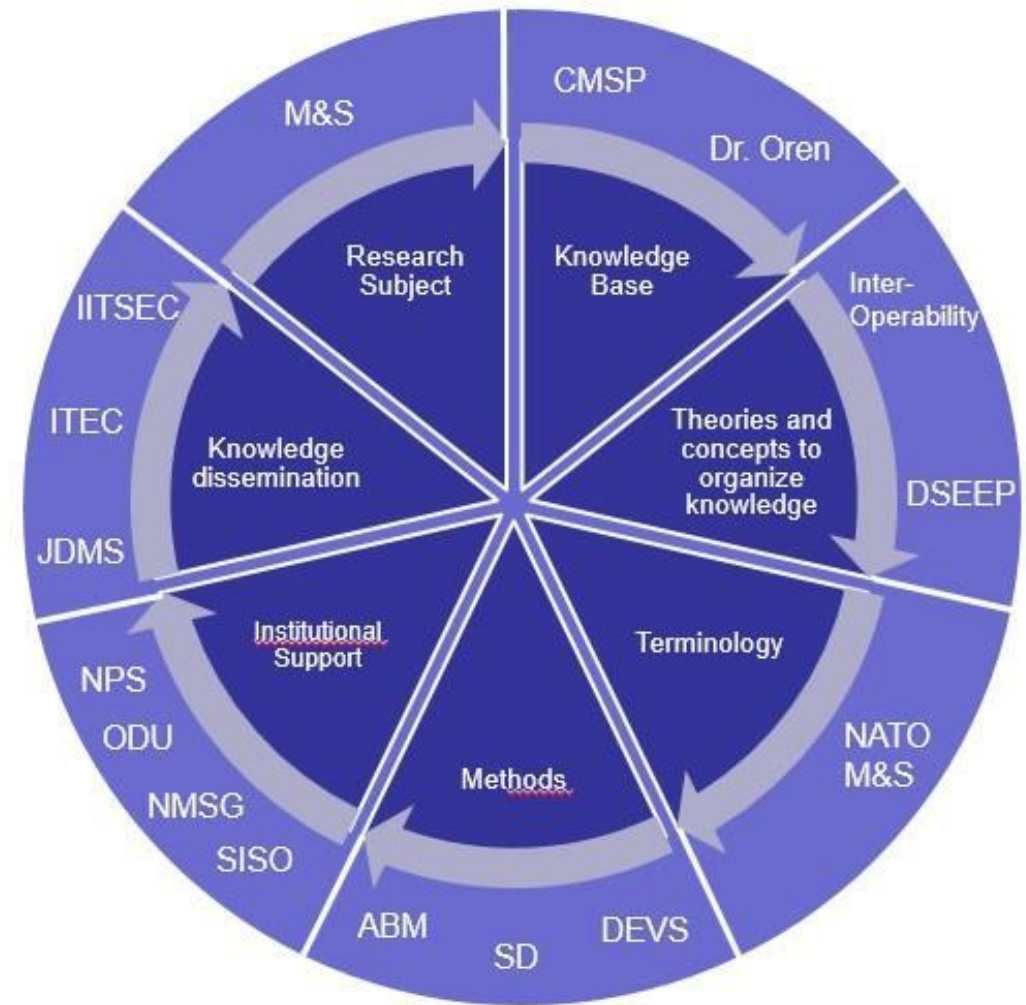 CMSP
Dr. Oren
M&S
Research
Subject
Knowledge
Base
IITSEC
Inter-
Operability
ITEC
Knowledge
dissemination
Theories and
concepts to
organize
knowledge
DSEEP
JDMS
Institutional
Support
Terminology
NPS
ODU
NMSG
SISO
Methods
NATO
M&S
ABM
SD
DEVS